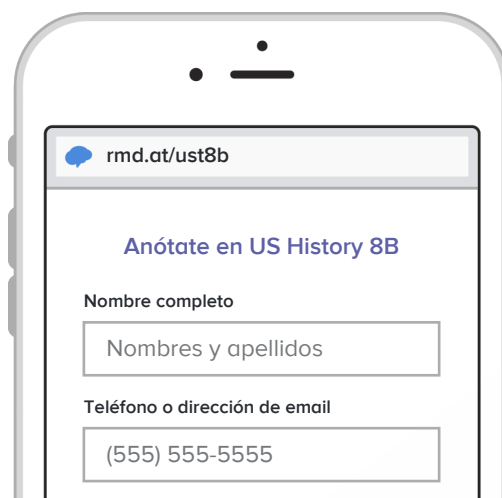 rmd.at/ust8b
Anótate en US History 8B
Nombre completo
Nombres y apellidos
Teléfono o dirección de email
(555) 555-5555